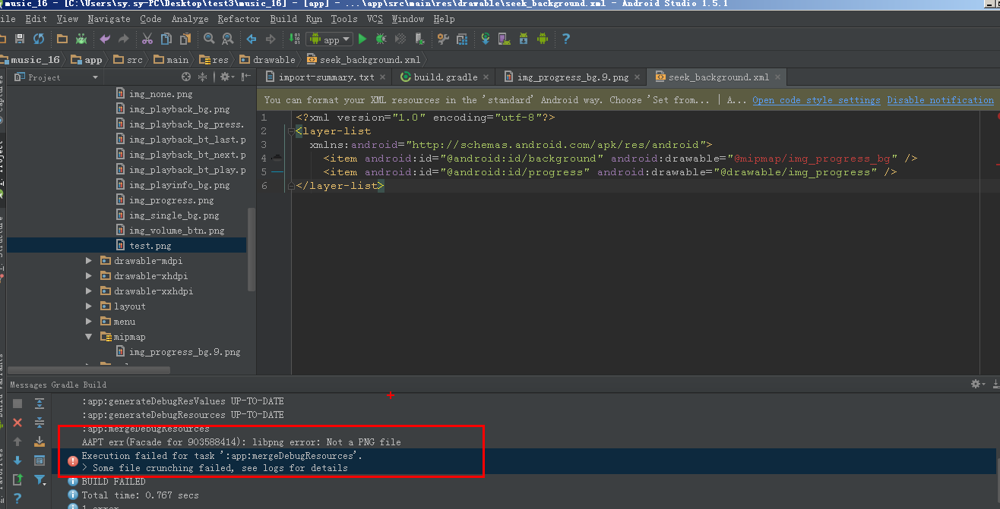 music_16 - [C:\Users\sy.sy-PC\Desktop\test3\music_16] - [app] - ...\app\src\main\res\drawable\seek_background.xml - Android Studio 1.5.1
ile Edit View Navigate Code Analyze Refactor Build Run Tools VCS Window Help
app
music_16 app src main res drawable seek_background.xml
Project
import-summary.txt build.gradle img_progress_bg.9.png seek_background.xml
You can format your XML resources in the 'standard' Android way. Choose 'Set from... | A... Open code style settings Disable notification
img_none.png
img_playback_bg.png
img_playback_bg_press.
img_playback_bt_last.p
img_playback_bt_next.p
img_playback_bt_play.p
img_playinfo_bg.png
img_progress.png
img_single_bg.png
img_volume_btn.png
test.png
drawable-mdpi
drawable-xhdpi
drawable-xxhdpi
layout
menu
mipmap
img_progress_bg.9.png
1 <?xml version="1.0" encoding="utf-8"?>
2 <layer-list
3 xmlns:android="http://schemas.android.com/apk/res/android">
4 <item android:id="@android:id/background" android:drawable="@mipmap/img_progress_bg" />
5 <item android:id="@android:id/progress" android:drawable="@drawable/img_progress" />
6 </layer-list>
Messages Gradle Build
:app:generateDebugResValues UP-TO-DATE
:app:generateDebugResources UP-TO-DATE
:app:mergeDebugResources
AAPT err(Facade for 903588414): libpng error: Not a PNG file
Execution failed for task ':app:mergeDebugResources'.
> Some file crunching failed, see logs for details
BUILD FAILED
Total time: 0.767 secs
1 error